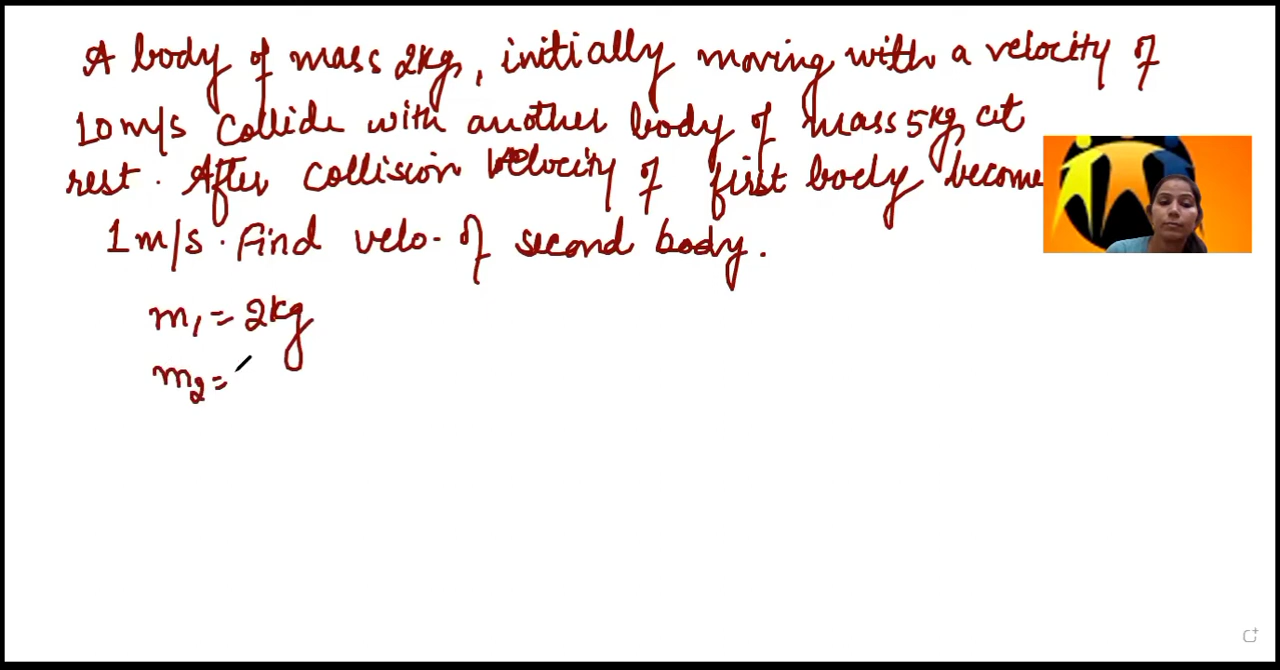 A body of mass 2kg, initially moving with a velocity of
10m/s collide with another body of mass 5kg at
rest. After collision velocity of first body become
1m/s. Find velo. of second body.
m₁ = 2kg
m₂ =